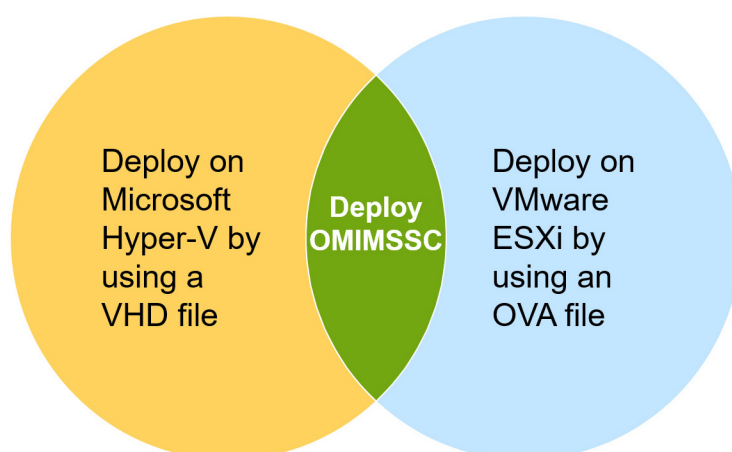 Deploy on
Microsoft
Hyper-V by
using a
VHD file
Deploy
OMIMSSC
Deploy on
VMware
ESXi by
using an
OVA file